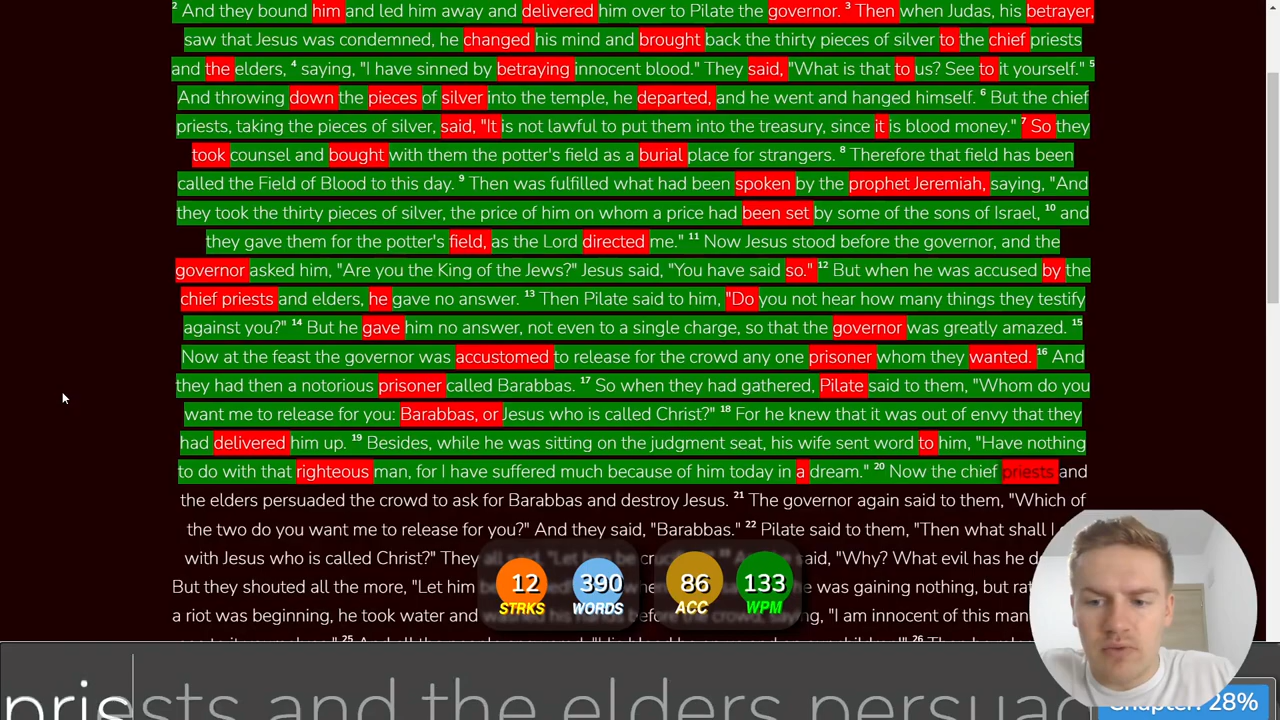 2 And they bound him and led him away and delivered him over to Pilate the governor. 3 Then when Judas, his betrayer,
saw that Jesus was condemned, he changed his mind and brought back the thirty pieces of silver to the chief priests
and the elders, 4 saying, "I have sinned by betraying innocent blood." They said, "What is that to us? See to it yourself." 5
And throwing down the pieces of silver into the temple, he departed, and he went and hanged himself. 6 But the chief
priests, taking the pieces of silver, said, "It is not lawful to put them into the treasury, since it is blood money." 7 So they
took counsel and bought with them the potter's field as a burial place for strangers. 8 Therefore that field has been
called the Field of Blood to this day. 9 Then was fulfilled what had been spoken by the prophet Jeremiah, saying, "And
they took the thirty pieces of silver, the price of him on whom a price had been set by some of the sons of Israel, 10 and
they gave them for the potter's field, as the Lord directed me." 11 Now Jesus stood before the governor, and the
governor asked him, "Are you the King of the Jews?" Jesus said, "You have said so." 12 But when he was accused by the
chief priests and elders, he gave no answer. 13 Then Pilate said to him, "Do you not hear how many things they testify
against you?" 14 But he gave him no answer, not even to a single charge, so that the governor was greatly amazed. 15
Now at the feast the governor was accustomed to release for the crowd any one prisoner whom they wanted. 16 And
they had then a notorious prisoner called Barabbas. 17 So when they had gathered, Pilate said to them, "Whom do you
want me to release for you: Barabbas, or Jesus who is called Christ?" 18 For he knew that it was out of envy that they
had delivered him up. 19 Besides, while he was sitting on the judgment seat, his wife sent word to him, "Have nothing
to do with that righteous man, for I have suffered much because of him today in a dream." 20 Now the chief priests and
the elders persuaded the crowd to ask for Barabbas and destroy Jesus. 21 The governor again said to them, "Which of
the two do you want me to release for you?" And they said, "Barabbas." 22 Pilate said to them, "Then what shall I
with Jesus who is called Christ?" They all said, "Let him be said, "Why? What evil has he
But they shouted all the more, "Let him he was gaining nothing, but
a riot was beginning, he took water and saying, "I am innocent of this
12 STRKS
390 WORDS
86 ACC
133 WPM
priests and the elders persuad
Chapter: 28%